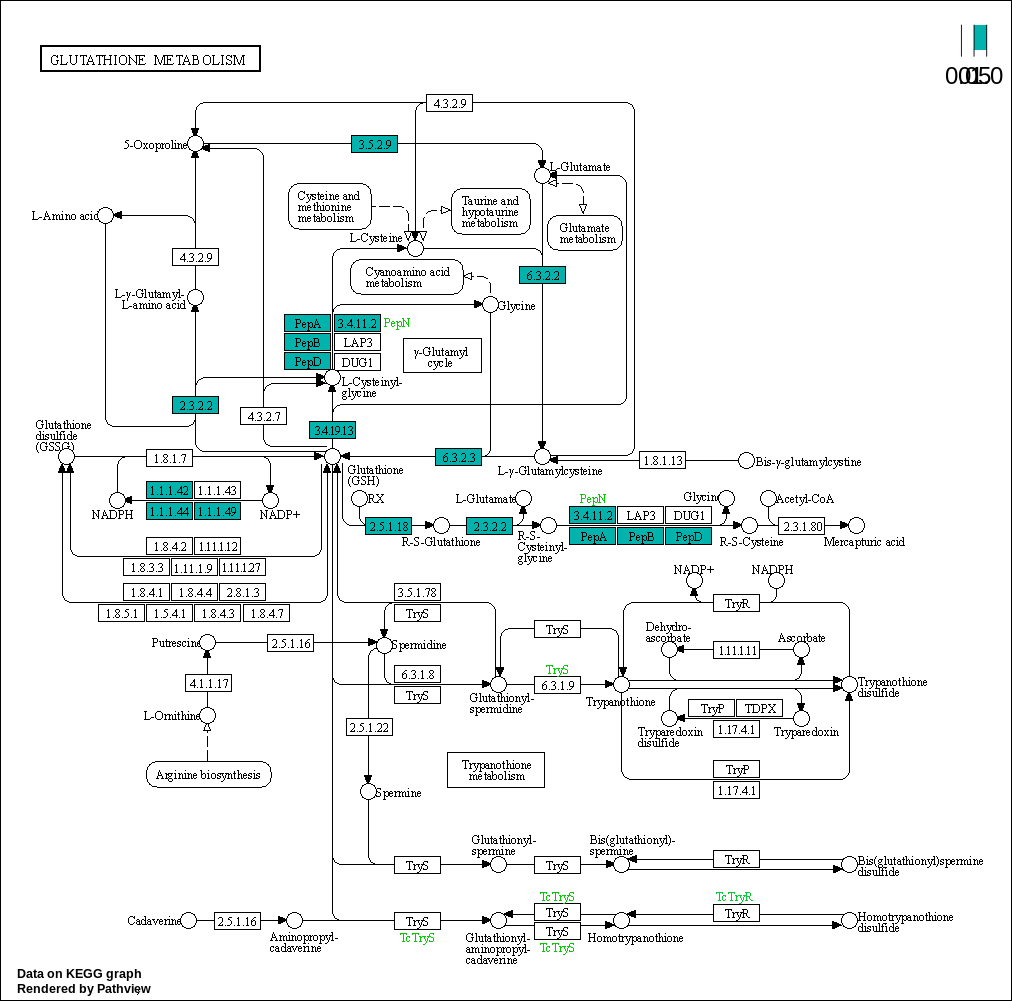 GLUTATHIONE METABOLISM
4.3.2.9
5-Oxoproline
3.5.2.9
L-Glutamate
Cysteine and
methionine
metabolism
Taurine and
hypotaurine
metabolism
L-Amino acid
Glutamate
metabolism
L-Cysteine
4.3.2.9
Cyanoamino acid
metabolism
6.3.2.2
L-γ-Glutamyl-
L-amino acid
Glycine
PepA
3.4.11.2
PepN
PepB
LAP3
PepD
DUG1
γ-Glutamyl
cycle
L-Cysteinyl-
glycine
2.3.2.2
4.3.2.7
3.4.19.13
Glutathione
disulfide
(GSSG)
1.8.1.7
Glutathione
(GSH)
6.3.2.3
L-γ-Glutamylcysteine
1.8.1.13
Bis-γ-glutamylcystine
1.1.1.42
1.1.1.43
1.1.1.44
1.1.1.49
NADPH
NADP+
RX
L-Glutamate
PepN
Glycine
Acetyl-CoA
2.5.1.18
2.3.2.2
3.4.11.2
LAP3
DUG1
2.3.1.80
R-S-Glutathione
R-S-
Cysteinyl-
glycine
PepA
PepB
PepD
R-S-Cysteine
Mercapturic acid
1.8.4.2
1.11.1.12
1.8.3.3
1.11.1.9
1.11.1.27
1.8.4.1
1.8.4.4
2.8.1.3
1.8.5.1
1.5.4.1
1.8.4.3
1.8.4.7
3.5.1.78
TryS
NADP+
NADPH
TryR
Putrescine
2.5.1.16
Spermidine
TryS
Dehydro-
ascorbate
Ascorbate
1.11.1.11
4.1.1.17
6.3.1.8
TryS
Glutathionyl-
spermidine
TryS
6.3.1.9
Trypanothione
Trypanothione
disulfide
L-Ornithine
2.5.1.22
TryP
TDPX
1.17.4.1
Tryparedoxin
disulfide
Tryparedoxin
Arginine biosynthesis
Trypanothione
metabolism
TryP
1.17.4.1
Spermine
Glutathionyl-
spermine
Bis(glutathionyl)-
spermine
TryS
TryS
TryR
Bis(glutathionyl)spermine
disulfide
Cadaverine
2.5.1.16
Aminopropyl-
cadaverine
TryS
TcTryS
Glutathionyl-
aminopropyl-
cadaverine
TcTryS
TryS
TryS
TcTryS
Homotrypanothione
TcTryR
TryR
Homotrypanothione
disulfide
Data on KEGG graph
Rendered by Pathview